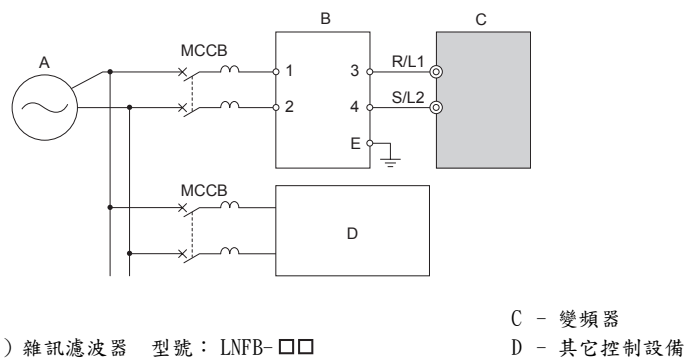 B
C
A
MCCB
1
3
R/L1
2
4
S/L2
E
MCCB
D
C - 變頻器
) 雜訊濾波器 型號：LNFB-□□
D - 其它控制設備